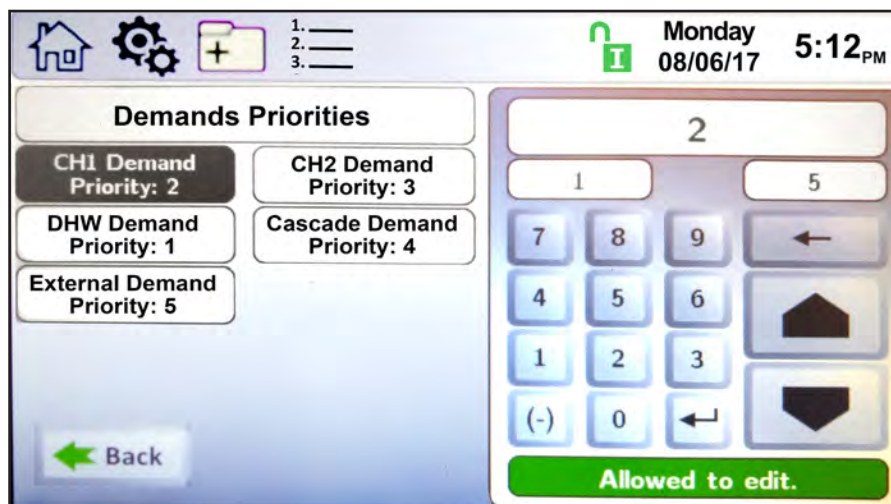 1.
2.
3.
I
Monday
08/06/17
5:12PM
Demands Priorities
CH1 Demand
Priority: 2
CH2 Demand
Priority: 3
DHW Demand
Priority: 1
Cascade Demand
Priority: 4
External Demand
Priority: 5
Back
2
1 5
7 8 9
4 5 6
1 2 3
(-) 0
Allowed to edit.